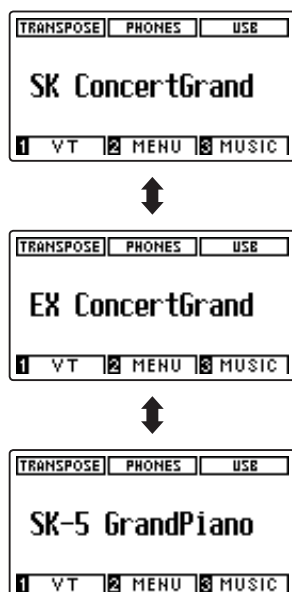 TRANSPOSE PHONES USB
SK ConcertGrand
1 VT 2 MENU 3 MUSIC
TRANSPOSE PHONES USB
EX ConcertGrand
1 VT 2 MENU 3 MUSIC
TRANSPOSE PHONES USB
SK-5 GrandPiano
1 VT 2 MENU 3 MUSIC